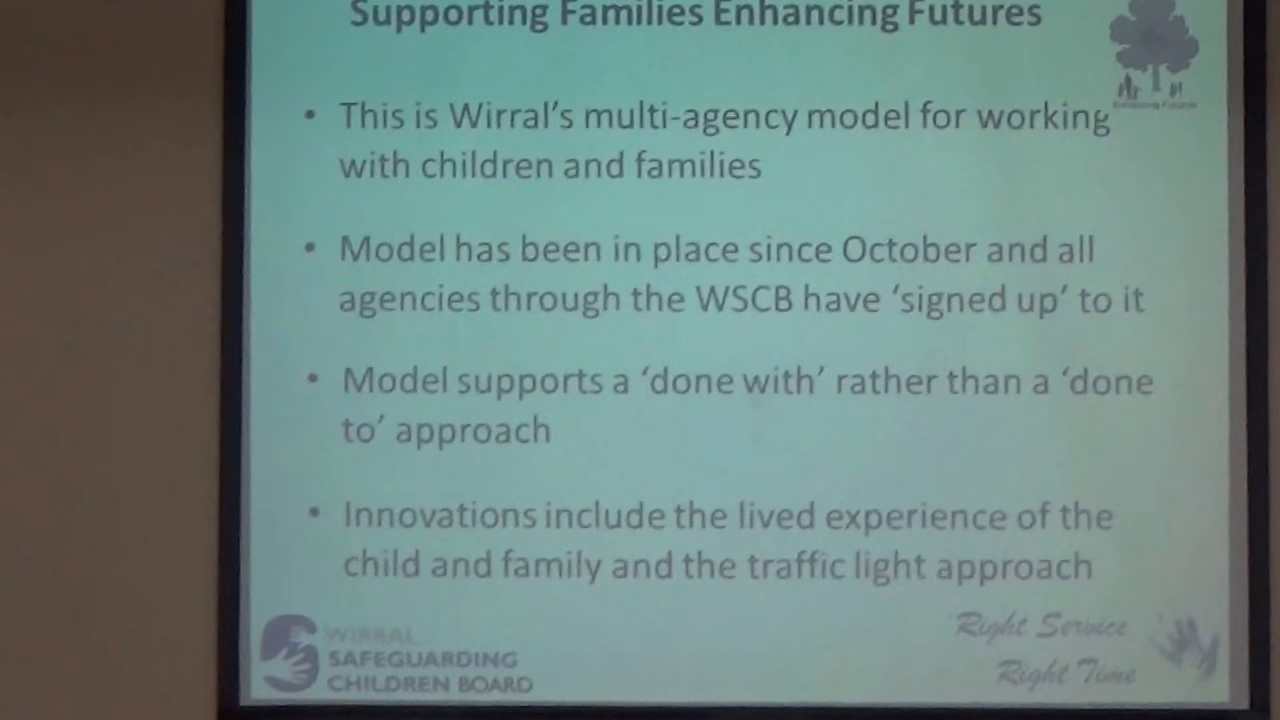 Supporting Families Enhancing Futures
• This is Wirral's multi-agency model for working
with children and families
• Model has been in place since October and all
agencies through the WSCB have ‘signed up’ to it
• Model supports a ‘done with’ rather than a ‘done
to’ approach
• Innovations include the lived experience of the
child and family and the traffic light approach
WIRRAL
SAFEGUARDING
CHILDREN BOARD
Right Service
Right Time